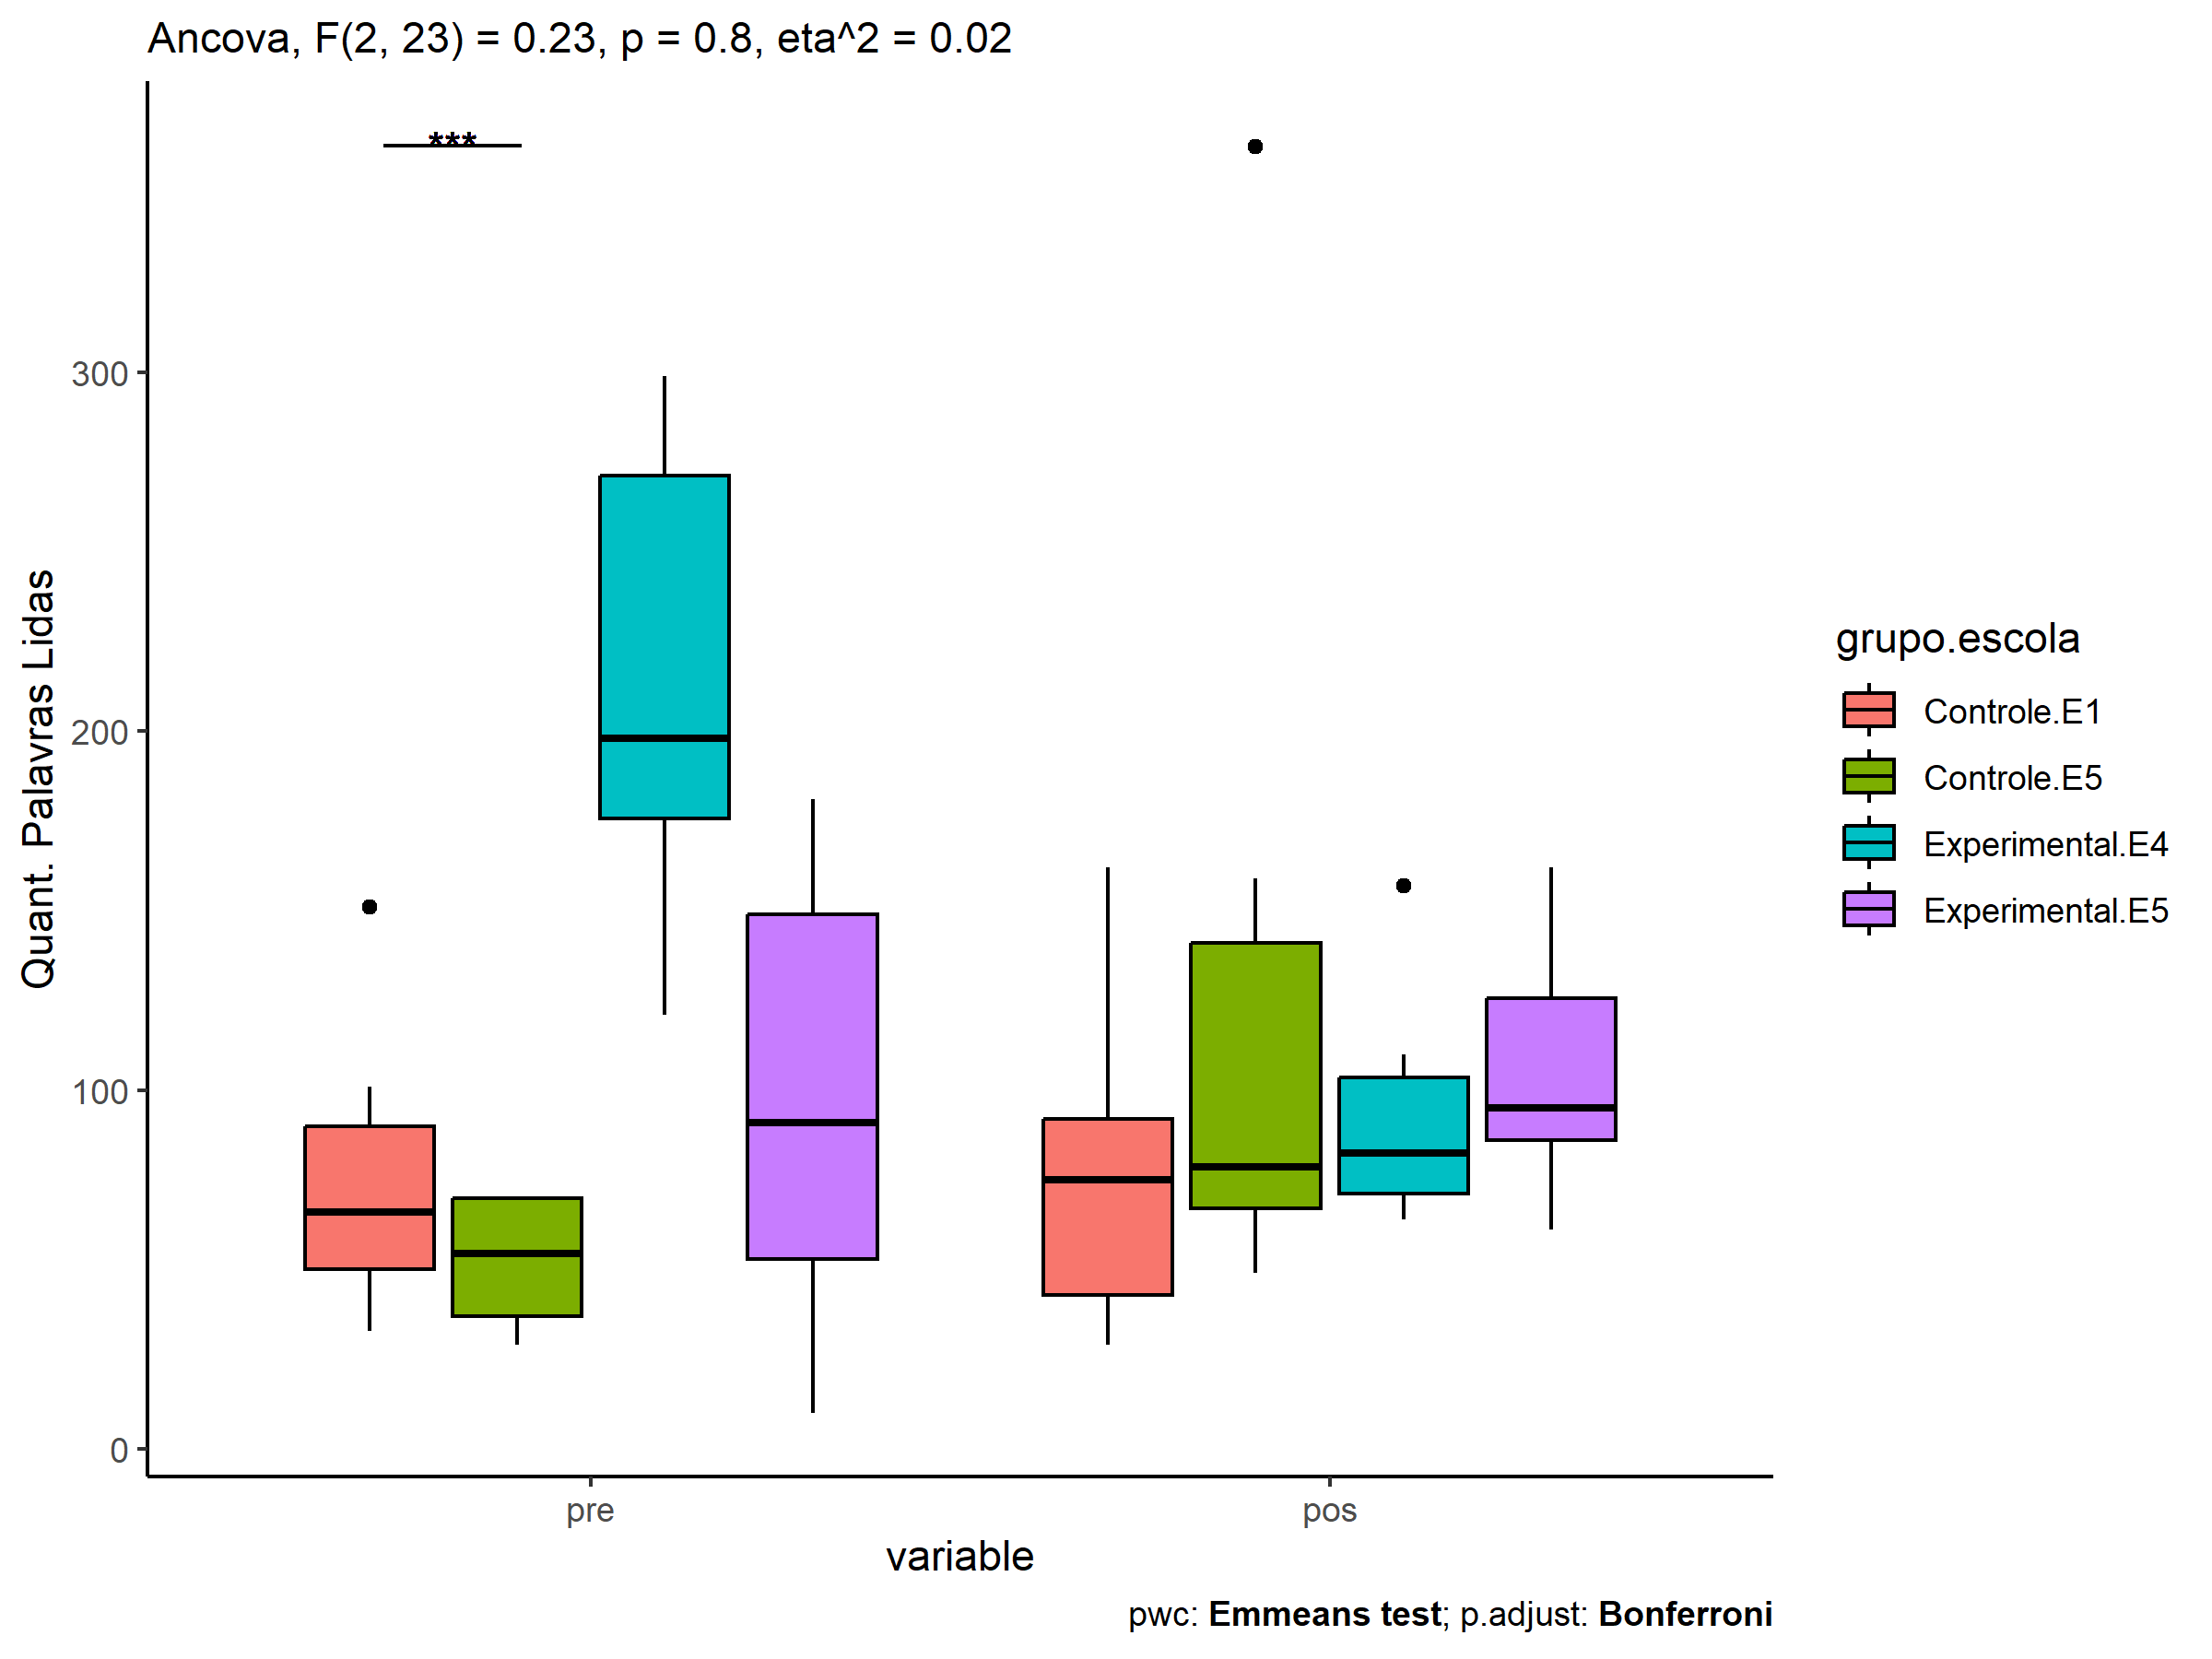 Ancova, F(2, 23) = 0.23, p = 0.8, eta^2 = 0.02
***
300
200
100
0
Quant. Palavras Lidas
pre
pos
variable
grupo.escola
Controle.E1
Controle.E5
Experimental.E4
Experimental.E5
pwc: Emmeans test; p.adjust: Bonferroni